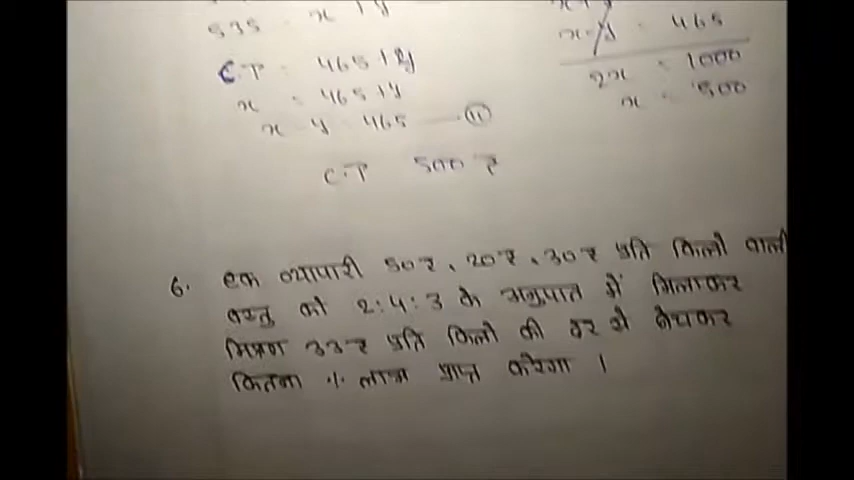 535 x + y
C.P = 465 + y
x = 465 + y
x - y = 465 — (11)
C.P 500 ₹
x + y
x - y = 465
2x = 1000
x = 500
6. एक व्यापारी 50 ₹, 20 ₹, 30 ₹ प्रति किलो वाली
वस्तु को 2:4:3 के अनुपात में मिलाकर
मिश्रण 33 ₹ प्रति किलो की दर से बेचकर
कितना % लाभ प्राप्त करेगा ।